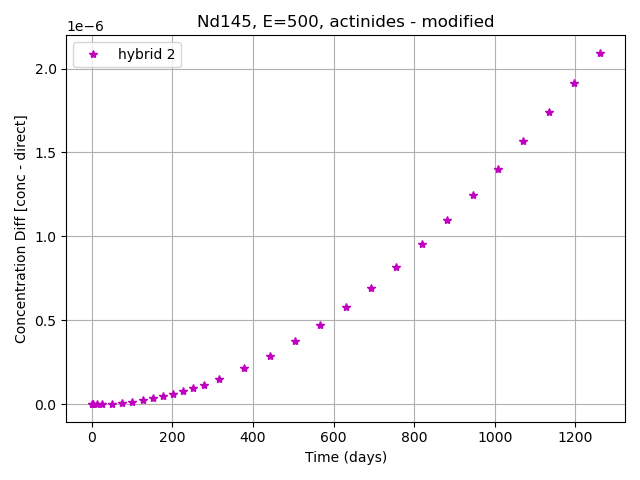 Nd145, E=500, actinides - modified
1e−6
hybrid 2
2.0
1.5
1.0
0.5
0.0
Concentration Diff [conc - direct]
0 200 400 600 800 1000 1200
Time (days)